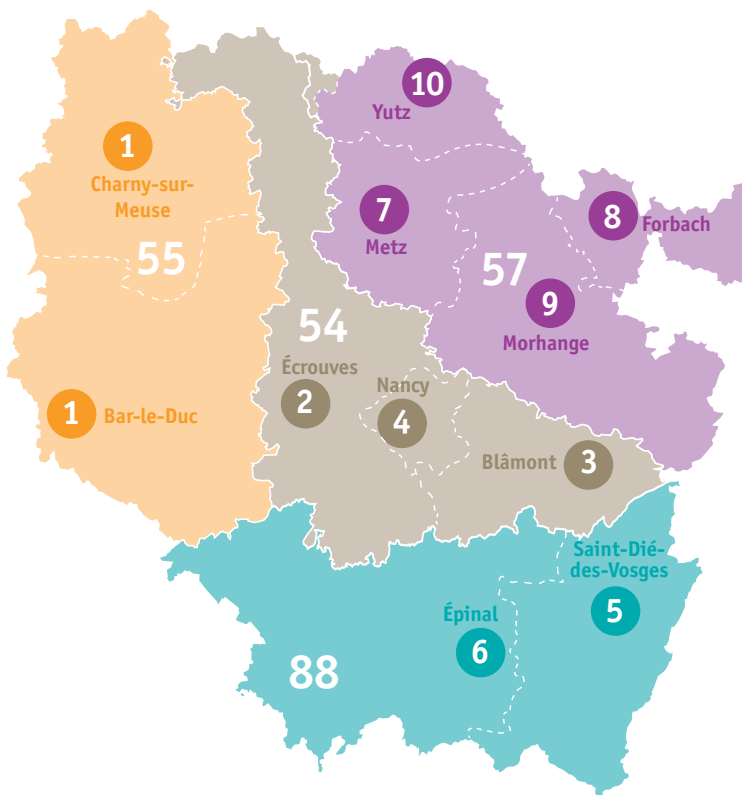 10
Yutz
1
Charny-sur-
Meuse
7
Metz
8
Forbach
55
57
9
Morhange
54
Écrouves
2
Nancy
4
1
Bar-le-Duc
Blâmont
3
Saint-Dié-
des-Vosges
5
Épinal
6
88